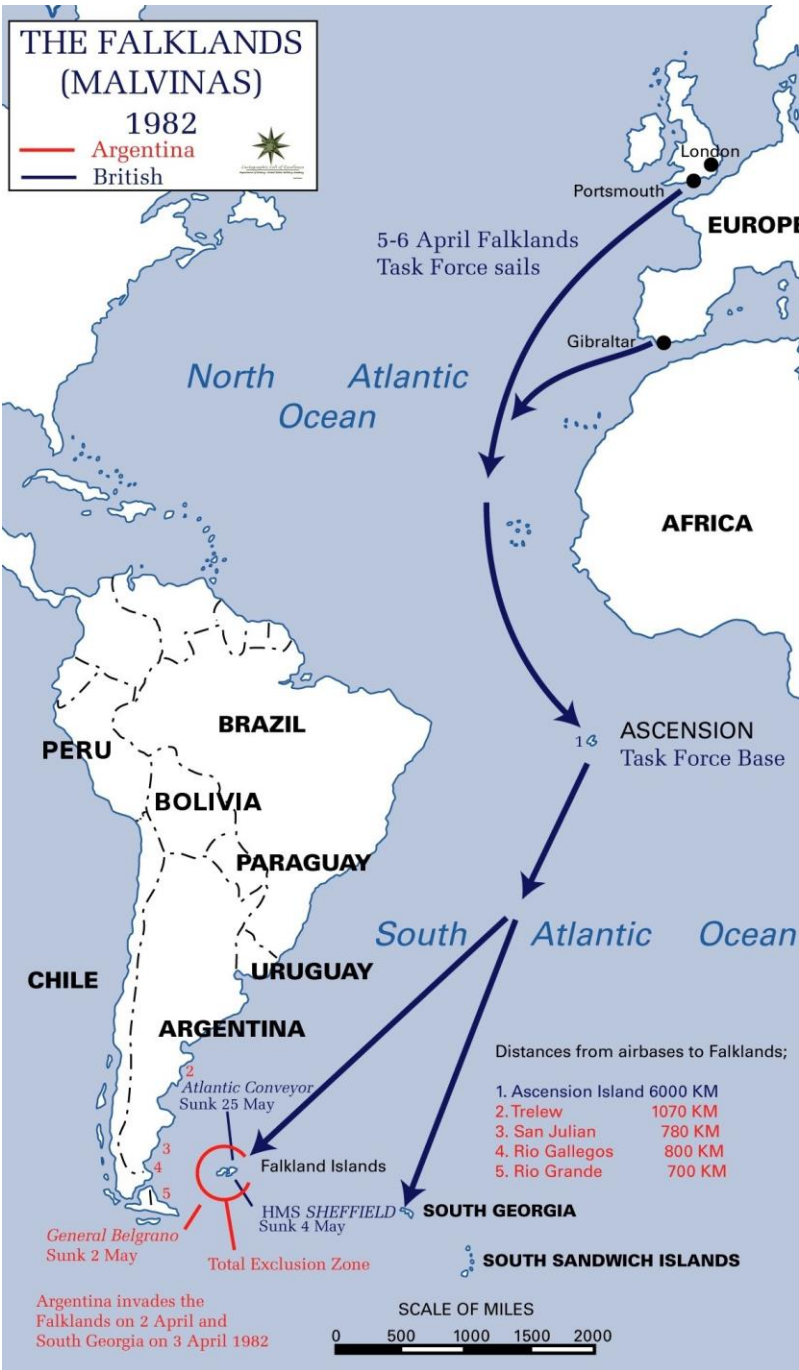 THE FALKLANDS
(MALVINAS)
1982
Argentina
British
London
Portsmouth
EUROPE
5-6 April Falklands
Task Force sails
Gibraltar
North Atlantic
Ocean
AFRICA
BRAZIL
PERU
1
ASCENSION
Task Force Base
BOLIVIA
PARAGUAY
South Atlantic Ocean
URUGUAY
CHILE
ARGENTINA
2
Atlantic Conveyor
Sunk 25 May
3
4
5
Falkland Islands
HMS SHEFFIELD
Sunk 4 May
General Belgrano
Sunk 2 May
Total Exclusion Zone
Distances from airbases to Falklands;
1. Ascension Island 6000 KM
2. Trelew 1070 KM
3. San Julian 780 KM
4. Rio Gallegos 800 KM
5. Rio Grande 700 KM
SOUTH GEORGIA
SOUTH SANDWICH ISLANDS
Argentina invades the
Falklands on 2 April and
South Georgia on 3 April 1982
SCALE OF MILES
0 500 1000 1500 2000